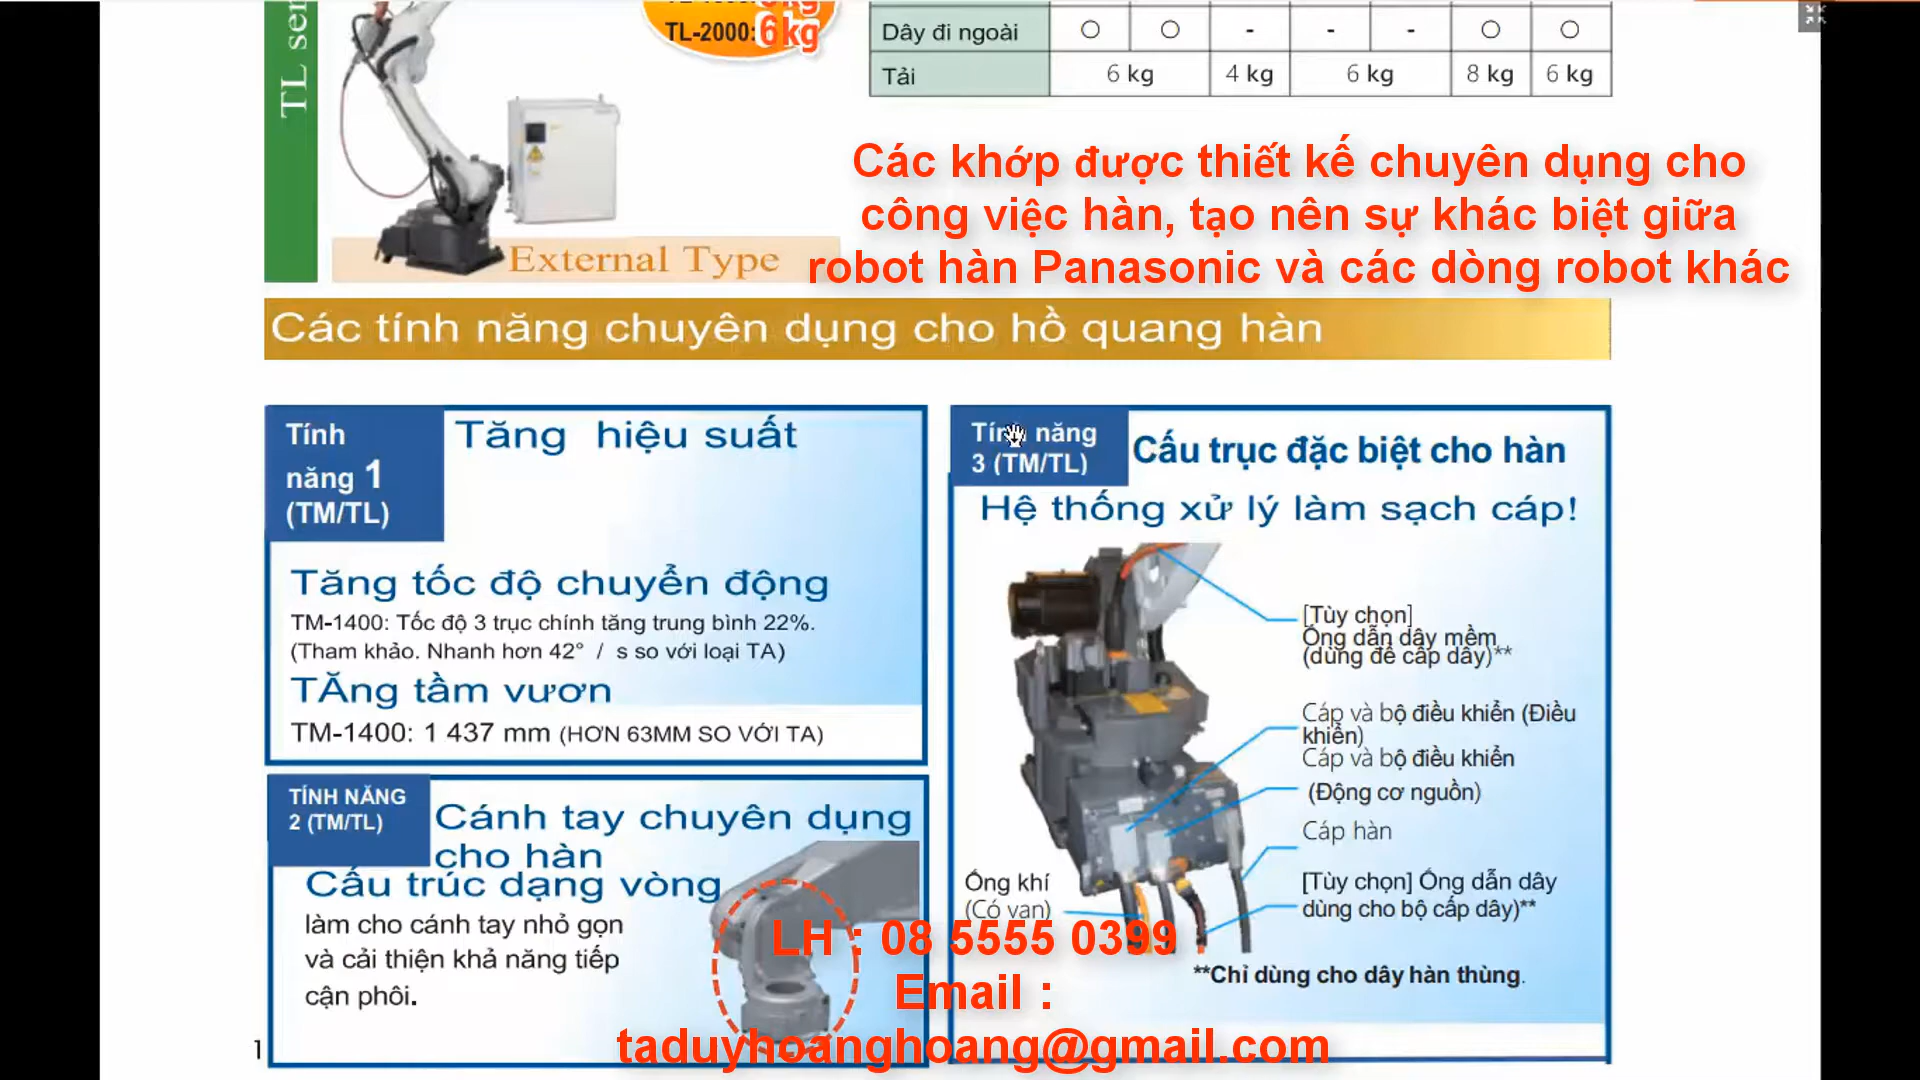 TL ser
TL-2000: 6kg
Dây đi ngoài ○ ○ - - - ○ ○
Tải 6 kg 4 kg 6 kg 8 kg 6 kg
Các khớp được thiết kế chuyên dụng cho
công việc hàn, tạo nên sự khác biệt giữa
robot hàn Panasonic và các dòng robot khác
External Type
Các tính năng chuyên dụng cho hồ quang hàn
Tính
năng 1
(TM/TL)
Tăng hiệu suất
Tăng tốc độ chuyển động
TM-1400: Tốc độ 3 trục chính tăng trung bình 22%.
(Tham khảo. Nhanh hơn 42° / s so với loại TA)
TĂng tầm vươn
TM-1400: 1 437 mm (HƠN 63MM SO VỚI TA)
TÍNH NĂNG
2 (TM/TL)
Cánh tay chuyên dụng
cho hàn
Cấu trúc dạng vòng
làm cho cánh tay nhỏ gọn
và cải thiện khả năng tiếp
cận phôi.
Tính năng
3 (TM/TL)
Cấu trục đặc biệt cho hàn
Hệ thống xử lý làm sạch cáp!
[Tùy chọn]
Ống dẫn dây mềm
(dùng để cấp dây)**
Cáp và bộ điều khiển (Điều
khiển)
Cáp và bộ điều khiển
(Động cơ nguồn)
Cáp hàn
[Tùy chọn] Ống dẫn dây
dùng cho bộ cấp dây)**
Ống khí
(Có van)
**Chỉ dùng cho dây hàn thùng.
LH : 08 5555 0399
Email :
taduyhoanghoang@gmail.com
1